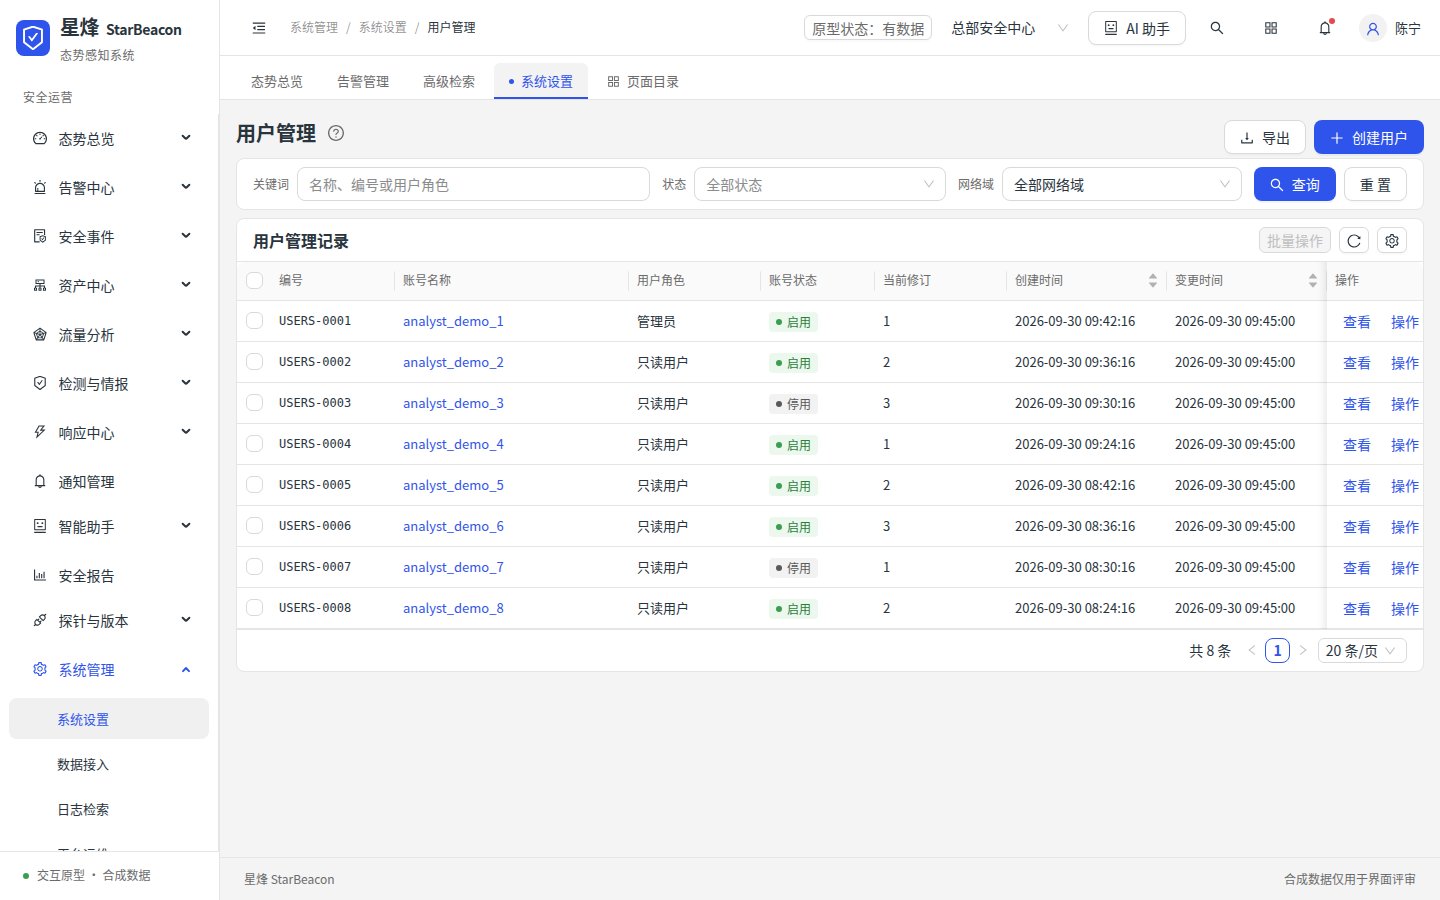 星烽 StarBeacon
态势感知系统
安全运营
态势总览
告警中心
安全事件
资产中心
流量分析
检测与情报
响应中心
通知管理
智能助手
安全报告
探针与版本
系统管理
系统设置
数据接入
日志检索
交互原型 · 合成数据
系统管理 / 系统设置 / 用户管理
原型状态：有数据
总部安全中心
AI 助手
陈宁
态势总览 告警管理 高级检索 系统设置 页面目录
用户管理
导出
创建用户
关键词 名称、编号或用户角色 状态 全部状态 网络域 全部网络域 查询 重 置
用户管理记录
批量操作
编号 账号名称 用户角色 账号状态 当前修订 创建时间 变更时间 操作
USERS-0001 analyst_demo_1 管理员 启用 1 2026-09-30 09:42:16 2026-09-30 09:45:00 查看 操作
USERS-0002 analyst_demo_2 只读用户 启用 2 2026-09-30 09:36:16 2026-09-30 09:45:00 查看 操作
USERS-0003 analyst_demo_3 只读用户 停用 3 2026-09-30 09:30:16 2026-09-30 09:45:00 查看 操作
USERS-0004 analyst_demo_4 只读用户 启用 1 2026-09-30 09:24:16 2026-09-30 09:45:00 查看 操作
USERS-0005 analyst_demo_5 只读用户 启用 2 2026-09-30 08:42:16 2026-09-30 09:45:00 查看 操作
USERS-0006 analyst_demo_6 只读用户 启用 3 2026-09-30 08:36:16 2026-09-30 09:45:00 查看 操作
USERS-0007 analyst_demo_7 只读用户 停用 1 2026-09-30 08:30:16 2026-09-30 09:45:00 查看 操作
USERS-0008 analyst_demo_8 只读用户 启用 2 2026-09-30 08:24:16 2026-09-30 09:45:00 查看 操作
共 8 条 1 20 条/页
星烽 StarBeacon
合成数据仅用于界面评审